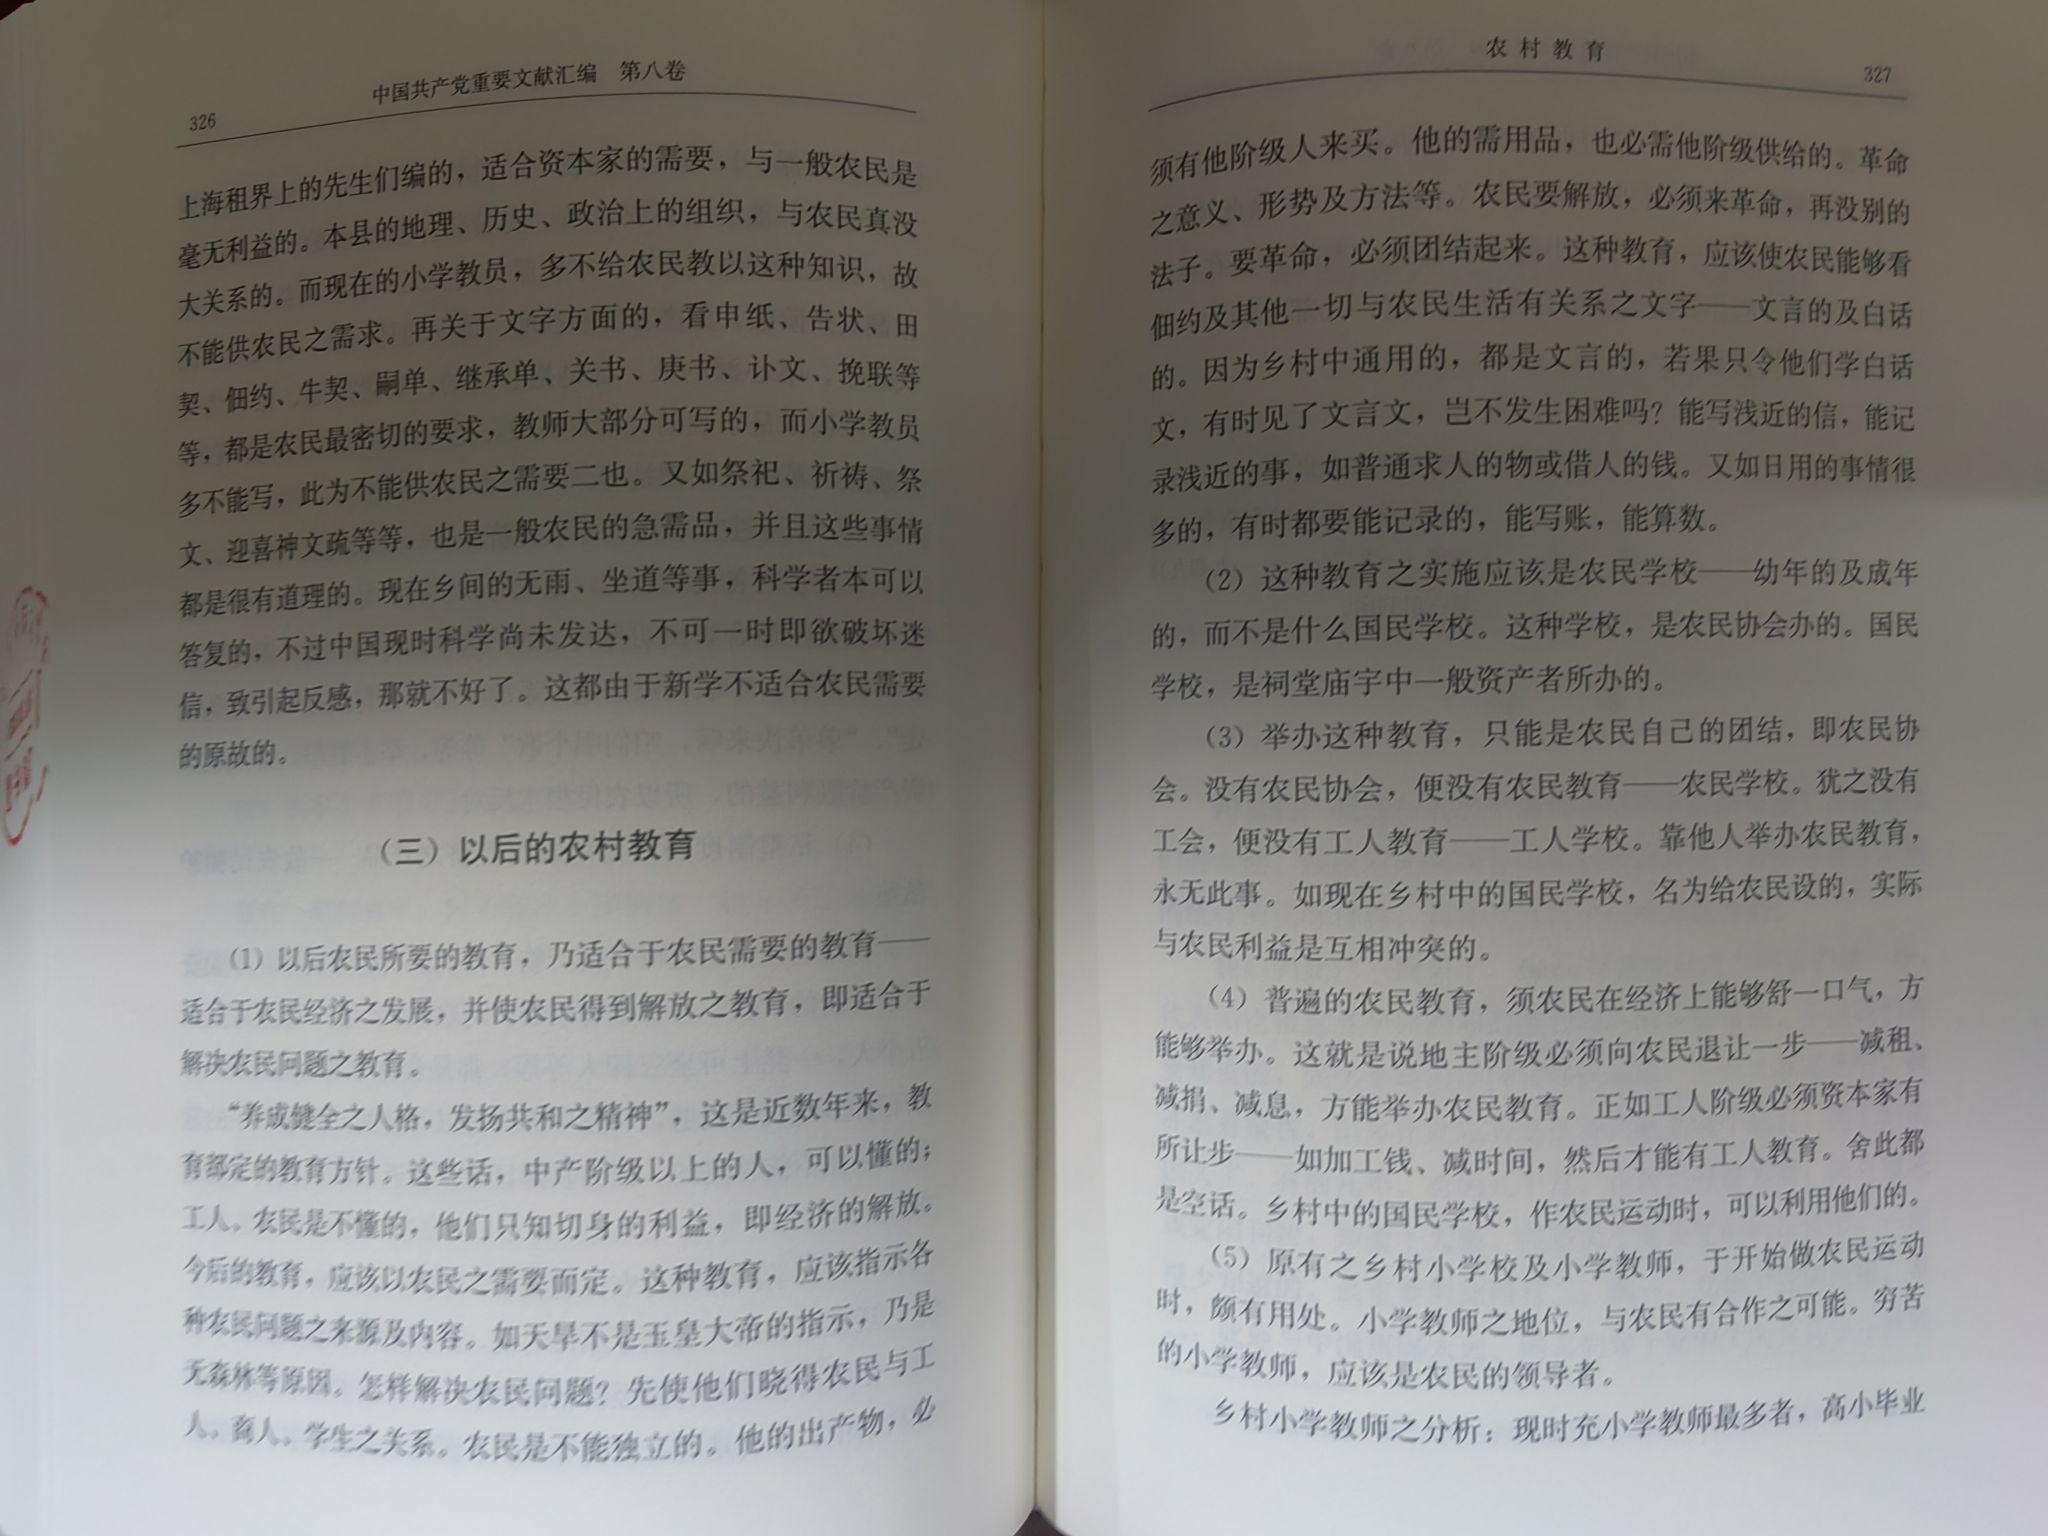 326
中国共产党重要文献汇编　第八卷
上海租界上的先生们编的，适合资本家的需要，与一般农民是
毫无利益的。本县的地理、历史、政治上的组织，与农民真没
大关系的。而现在的小学教员，多不给农民教以这种知识，故
不能供农民之需求。再关于文字方面的，看申纸、告状、田
契、佃约、牛契、嗣单、继承单、关书、庚书、讣文、挽联等
等，都是农民最密切的要求，教师大部分可写的，而小学教员
多不能写，此为不能供农民之需要二也。又如祭祀、祈祷、祭
文、迎喜神文疏等等，也是一般农民的急需品，并且这些事情
都是很有道理的。现在乡间的无雨、坐道等事，科学者本可以
答复的，不过中国现时科学尚未发达，不可一时即欲破坏迷
信，致引起反感，那就不好了。这都由于新学不适合农民需要
的原故的。
（三）以后的农村教育
（1）以后农民所要的教育，乃适合于农民需要的教育——
适合于农民经济之发展，并使农民得到解放之教育，即适合于
解决农民问题之教育。
“养成健全之人格，发扬共和之精神”，这是近数年来，教
育部定的教育方针。这些话，中产阶级以上的人，可以懂的；
工人、农民是不懂的，他们只知切身的利益，即经济的解放。
今后的教育，应该以农民之需要而定。这种教育，应该指示各
种农民问题之来源及内容。如天旱不是玉皇大帝的指示，乃是
无森林等原因。怎样解决农民问题？先使他们晓得农民与工
人、商人、学生之关系。农民是不能独立的。他的出产物，必
农村教育
327
须有他阶级人来买。他的需用品，也必需他阶级供给的。革命
之意义、形势及方法等。农民要解放，必须来革命，再没别的
法子。要革命，必须团结起来。这种教育，应该使农民能够看
佃约及其他一切与农民生活有关系之文字——文言的及白话
的。因为乡村中通用的，都是文言的，若果只令他们学白话
文，有时见了文言文，岂不发生困难吗？能写浅近的信，能记
录浅近的事，如普通求人的物或借人的钱。又如日用的事情很
多的，有时都要能记录的，能写账，能算数。
（2）这种教育之实施应该是农民学校——幼年的及成年
的，而不是什么国民学校。这种学校，是农民协会办的。国民
学校，是祠堂庙宇中一般资产者所办的。
（3）举办这种教育，只能是农民自己的团结，即农民协
会。没有农民协会，便没有农民教育——农民学校。犹之没有
工会，便没有工人教育——工人学校。靠他人举办农民教育，
永无此事。如现在乡村中的国民学校，名为给农民设的，实际
与农民利益是互相冲突的。
（4）普遍的农民教育，须农民在经济上能够舒一口气，方
能够举办。这就是说地主阶级必须向农民退让一步——减租、
减捐、减息，方能举办农民教育。正如工人阶级必须资本家有
所让步——如加工钱、减时间，然后才能有工人教育。舍此都
是空话。乡村中的国民学校，作农民运动时，可以利用他们的。
（5）原有之乡村小学校及小学教师，于开始做农民运动
时，颇有用处。小学教师之地位，与农民有合作之可能。穷苦
的小学教师，应该是农民的领导者。
乡村小学教师之分析：现时充小学教师最多者，高小毕业